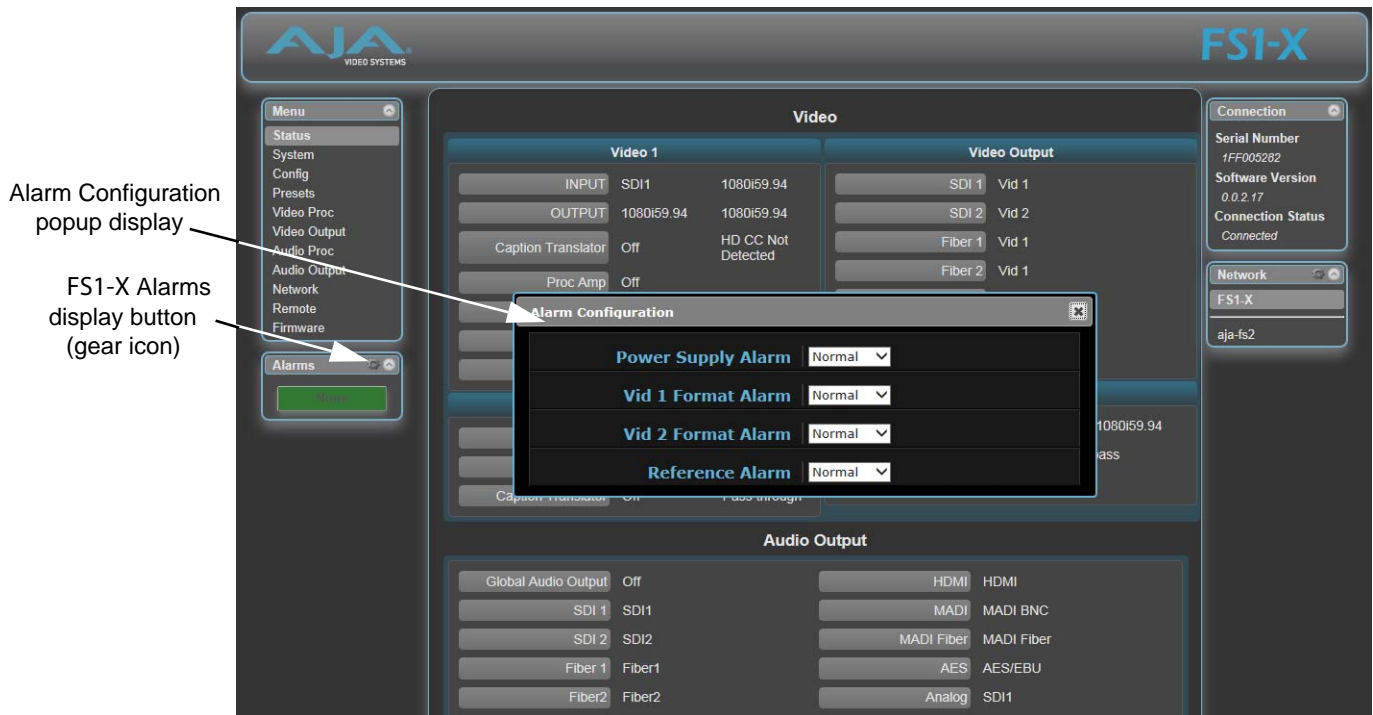 AJA
VIDEO SYSTEMS
FS1-X
Alarm Configuration
popup display
FS1-X Alarms
display button
(gear icon)
Menu
Status
System
Config
Presets
Video Proc
Video Output
Audio Proc
Audio Output
Network
Remote
Firmware
Alarms
None
Video
Video 1
INPUT SDI1 1080i59.94
OUTPUT 1080i59.94 1080i59.94
Caption Translator Off HD CC Not
Detected
Proc Amp Off
Video Output
SDI 1 Vid 1
SDI 2 Vid 2
Fiber 1 Vid 1
Fiber 2 Vid 1
Alarm Configuration
Power Supply Alarm Normal
Vid 1 Format Alarm Normal
Vid 2 Format Alarm Normal
Reference Alarm Normal
1080i59.94
Caption Translator Off Pass through
Audio Output
Global Audio Output Off
SDI 1 SDI1
SDI 2 SDI2
Fiber 1 Fiber1
Fiber2 Fiber2
HDMI HDMI
MADI MADI BNC
MADI Fiber MADI Fiber
AES AES/EBU
Analog SDI1
Connection
Serial Number
1FF005282
Software Version
0.0.2.17
Connection Status
Connected
Network
FS1-X
aja-fs2